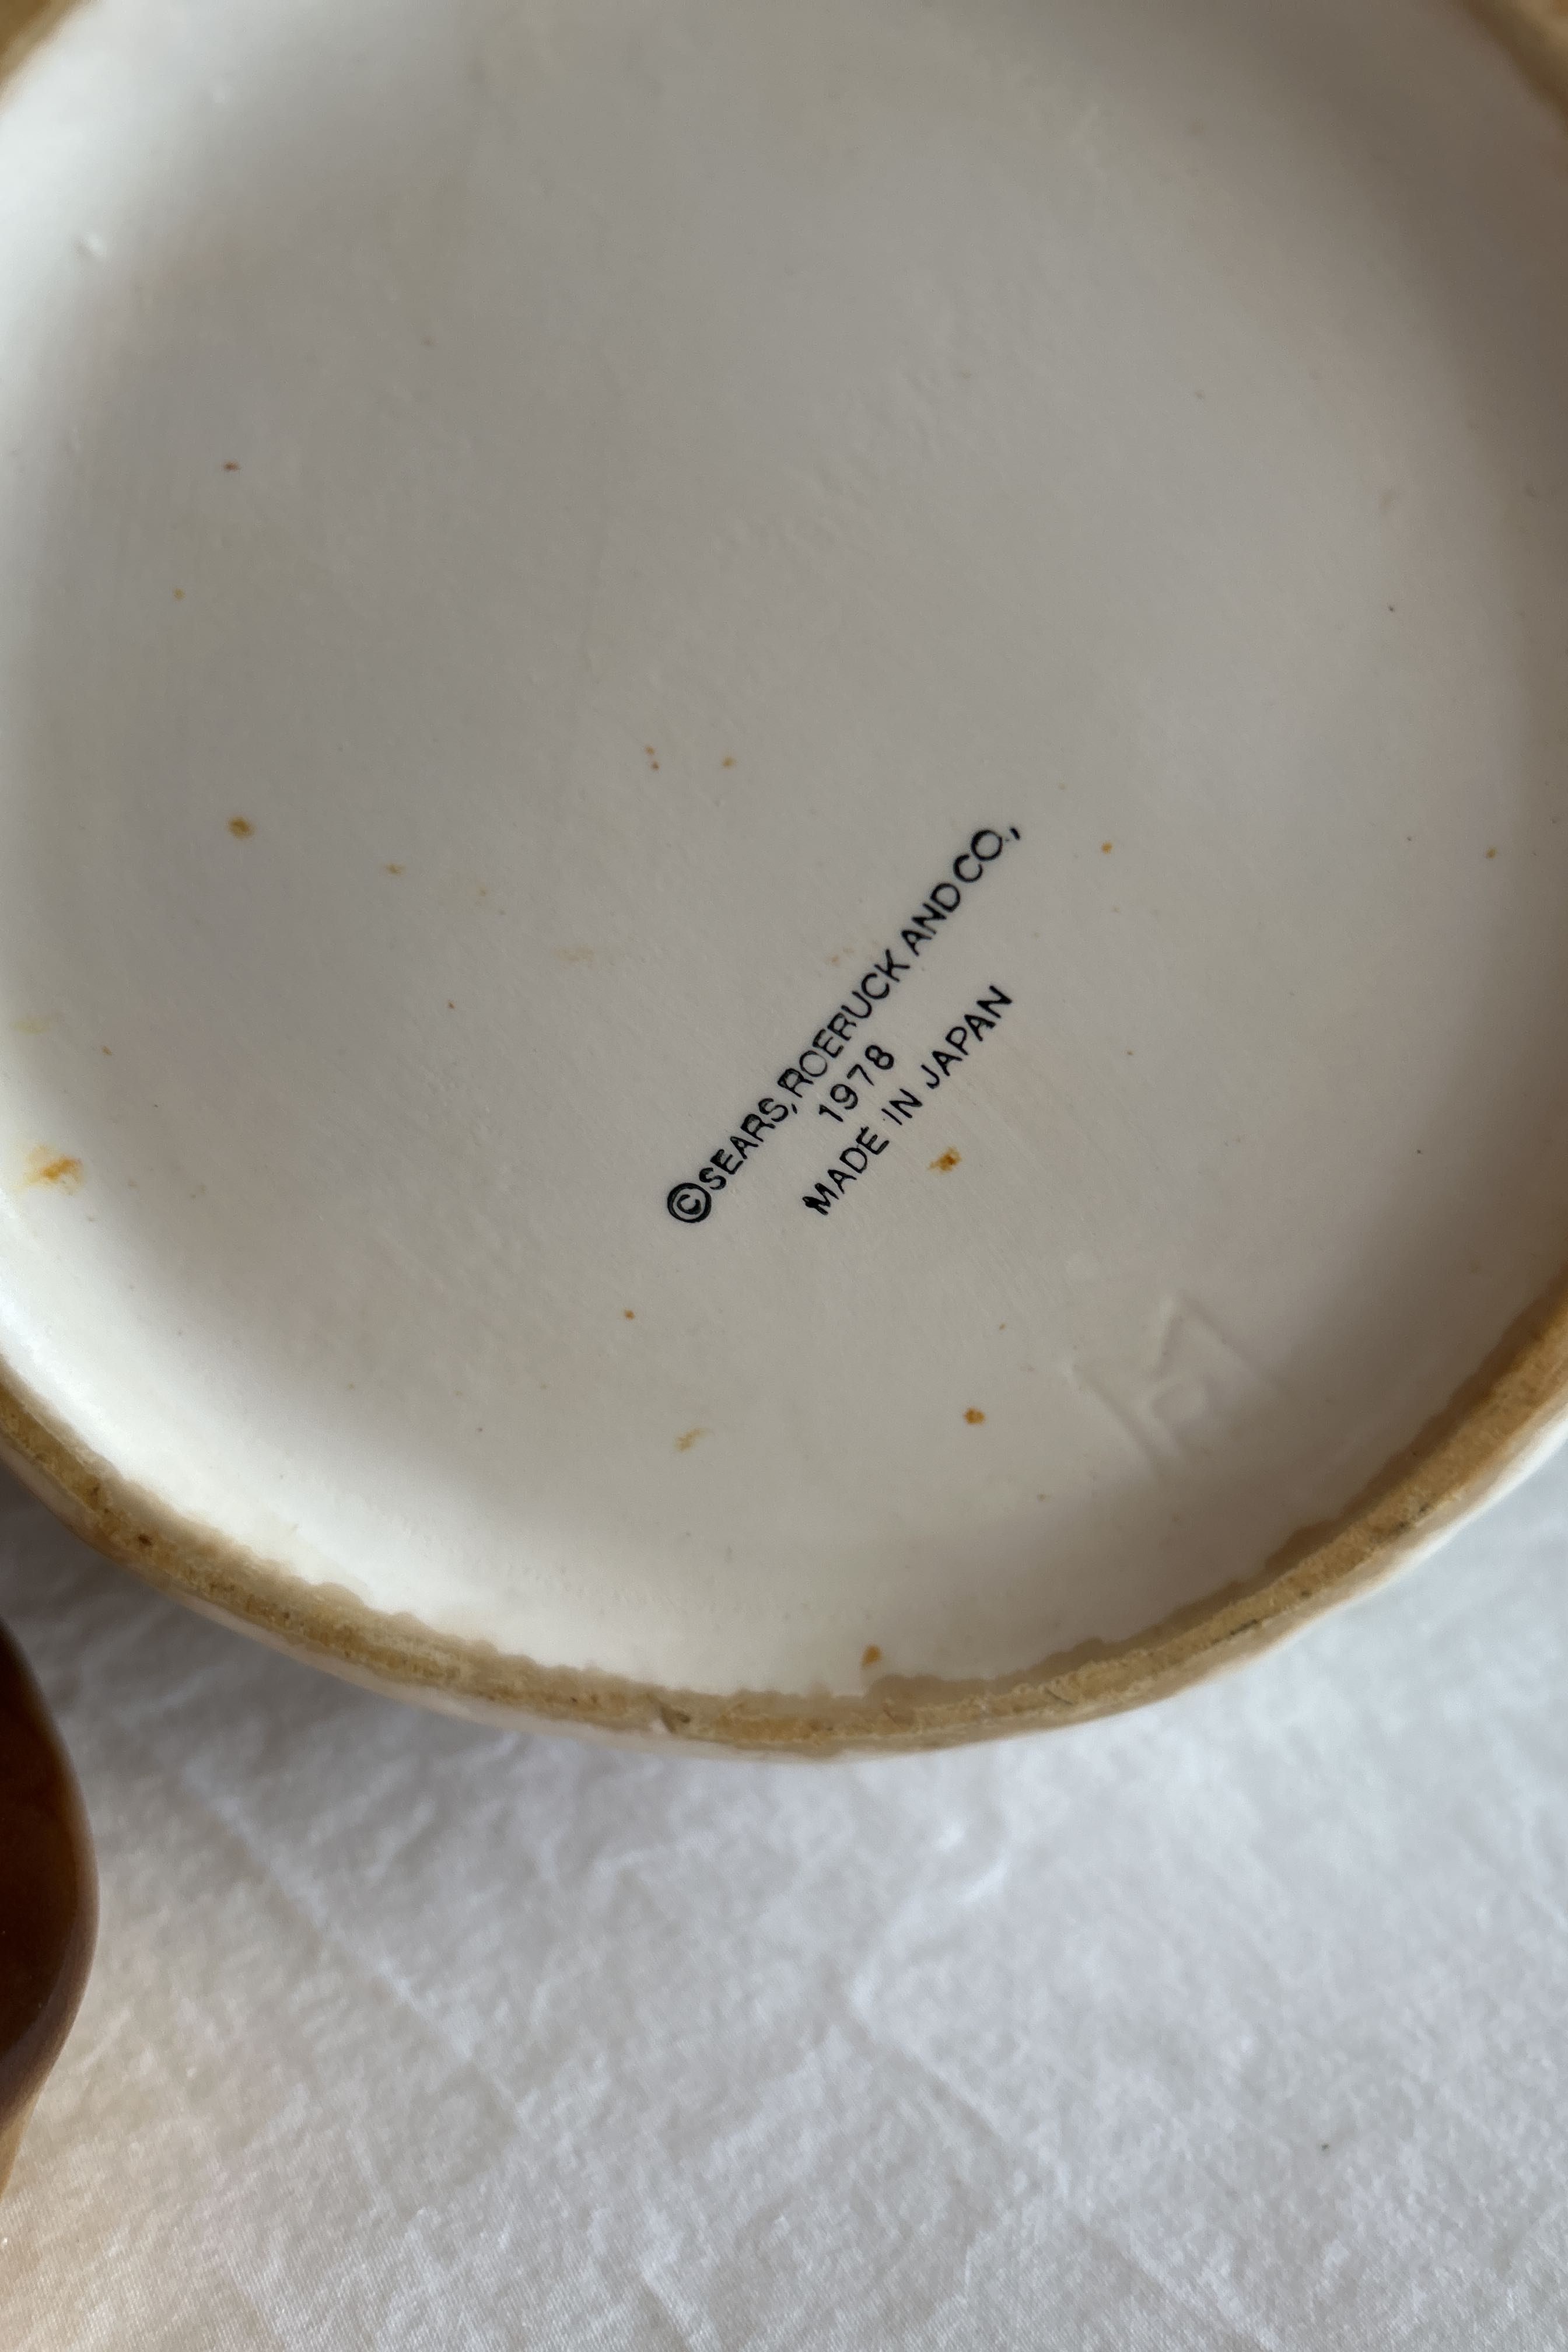 ©SEARS, ROEBUCK AND CO.,
1978
MADE IN JAPAN